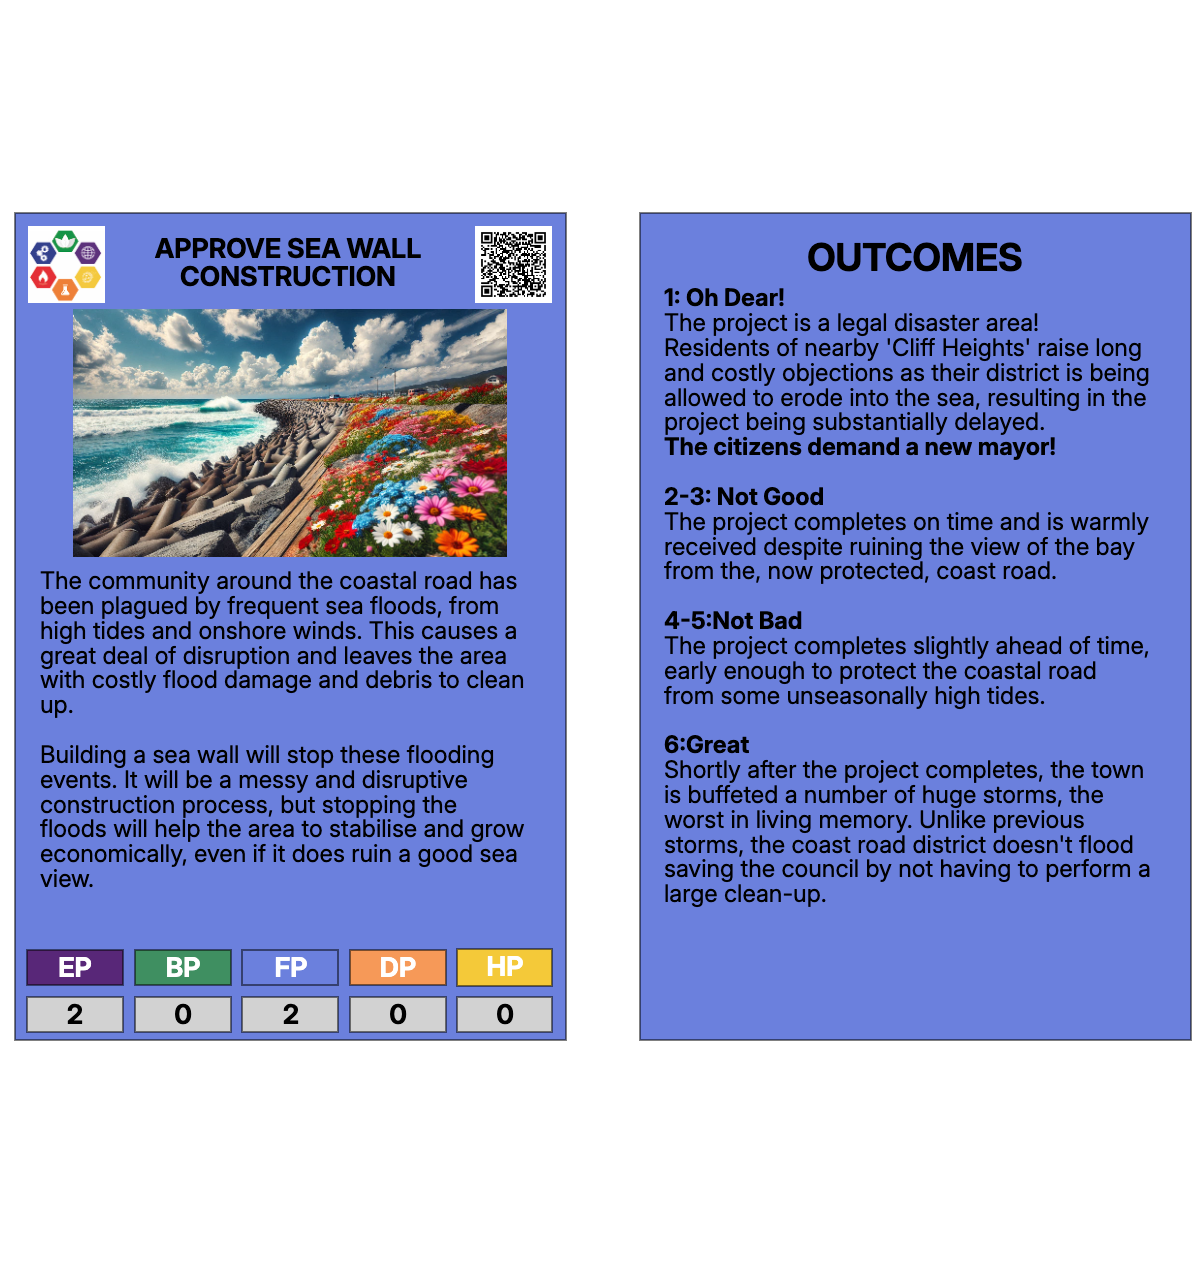 APPROVE SEA WALL
CONSTRUCTION
The community around the coastal road has
been plagued by frequent sea floods, from
high tides and onshore winds. This causes a
great deal of disruption and leaves the area
with costly flood damage and debris to clean
up.
Building a sea wall will stop these flooding
events. It will be a messy and disruptive
construction process, but stopping the
floods will help the area to stabilise and grow
economically, even if it does ruin a good sea
view.
EP BP FP DP HP
2 0 2 0 0
OUTCOMES
1: Oh Dear!
The project is a legal disaster area!
Residents of nearby 'Cliff Heights' raise long
and costly objections as their district is being
allowed to erode into the sea, resulting in the
project being substantially delayed.
The citizens demand a new mayor!
2-3: Not Good
The project completes on time and is warmly
received despite ruining the view of the bay
from the, now protected, coast road.
4-5:Not Bad
The project completes slightly ahead of time,
early enough to protect the coastal road
from some unseasonally high tides.
6:Great
Shortly after the project completes, the town
is buffeted a number of huge storms, the
worst in living memory. Unlike previous
storms, the coast road district doesn't flood
saving the council by not having to perform a
large clean-up.